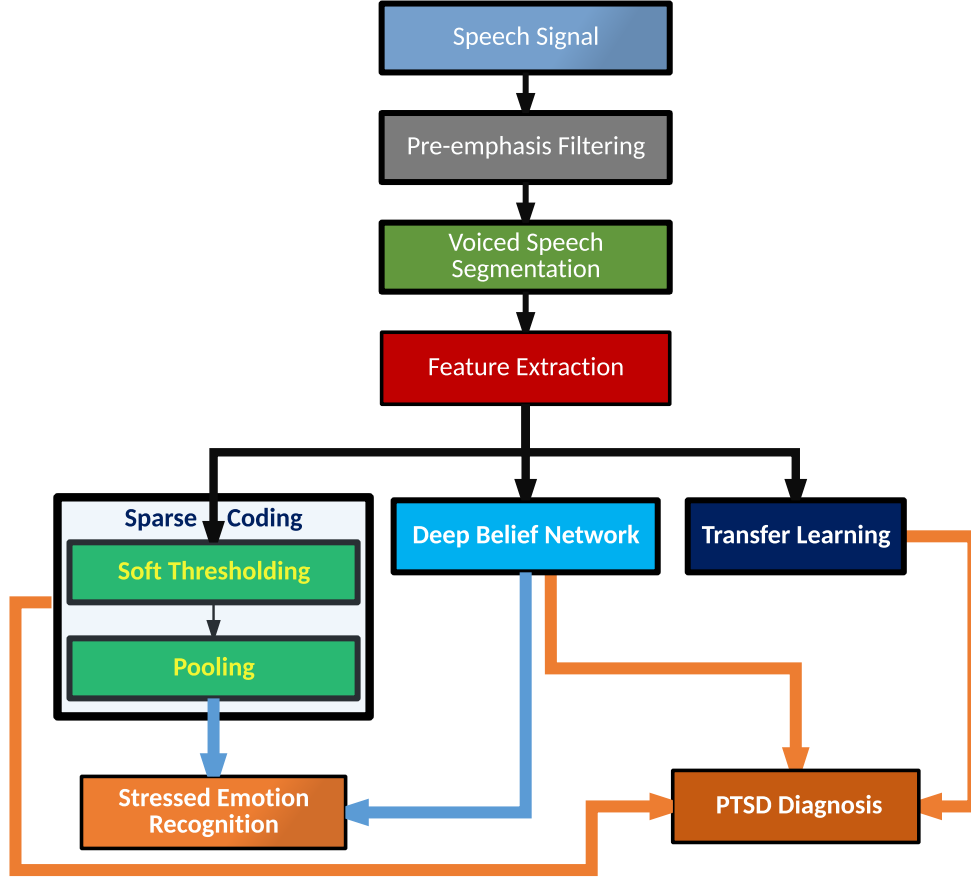 Speech Signal
Pre-emphasis Filtering
Voiced Speech
Segmentation
Feature Extraction
Sparse Coding
Soft Thresholding
Pooling
Deep Belief Network
Transfer Learning
Stressed Emotion
Recognition
PTSD Diagnosis